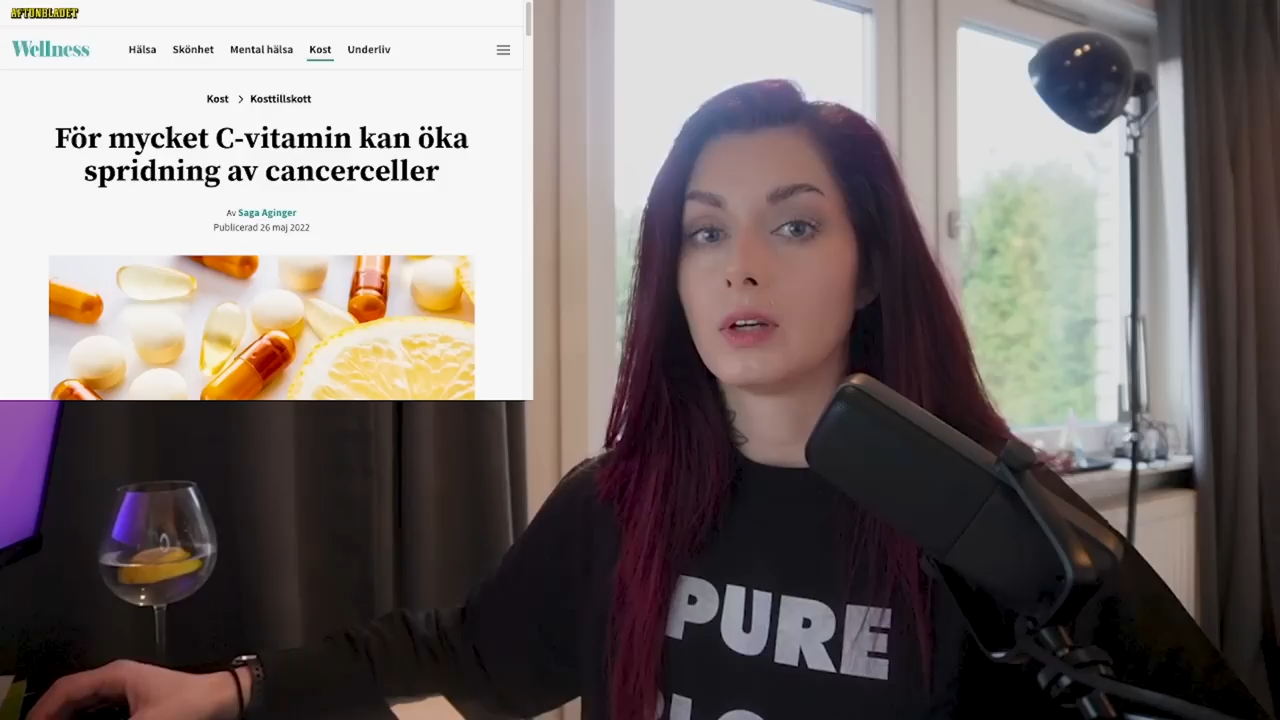 AFTONBLADET
Wellness
Hälsa Skönhet Mental hälsa Kost Underliv
Kost > Kosttillskott
För mycket C-vitamin kan öka
spridning av cancerceller
Av Saga Aginger
Publicerad 26 maj 2022
PURE